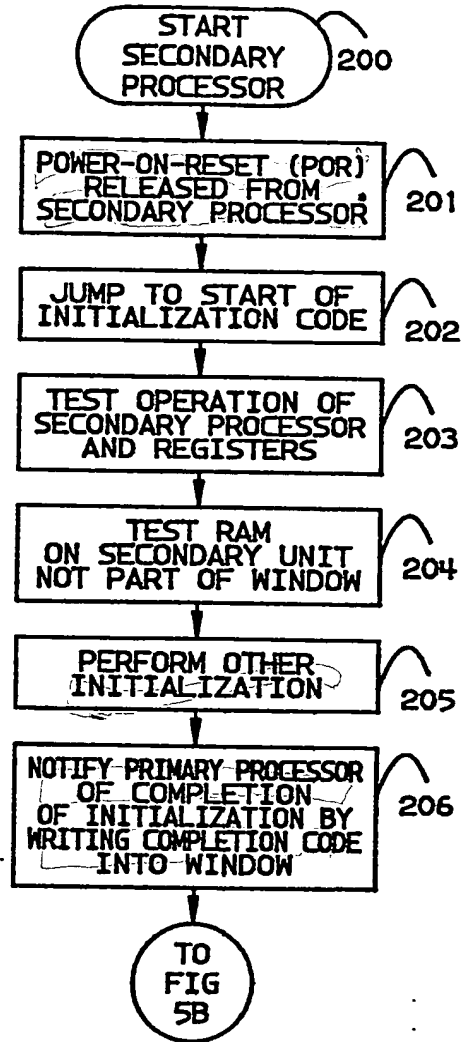 START
SECONDARY
PROCESSOR
200
POWER-ON-RESET (POR)
RELEASED FROM
SECONDARY PROCESSOR
201
JUMP TO START OF
INITIALIZATION CODE
202
TEST OPERATION OF
SECONDARY PROCESSOR
AND REGISTERS
203
TEST RAM
ON SECONDARY UNIT
NOT PART OF WINDOW
204
PERFORM OTHER
INITIALIZATION
205
NOTIFY PRIMARY PROCESSOR
OF COMPLETION
OF INITIALIZATION BY
WRITING COMPLETION CODE
INTO WINDOW
206
TO
FIG
5B